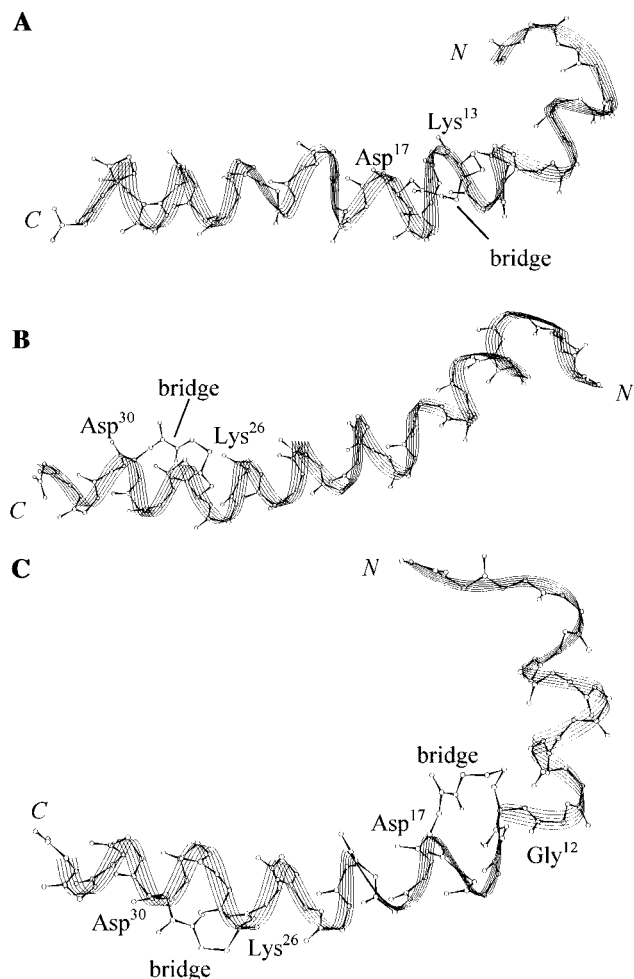 A
N
Lys13
Asp17
C
bridge
B
bridge
Asp30
Lys26
N
C
C
N
bridge
C
Asp17
Gly12
Asp30
Lys26
bridge